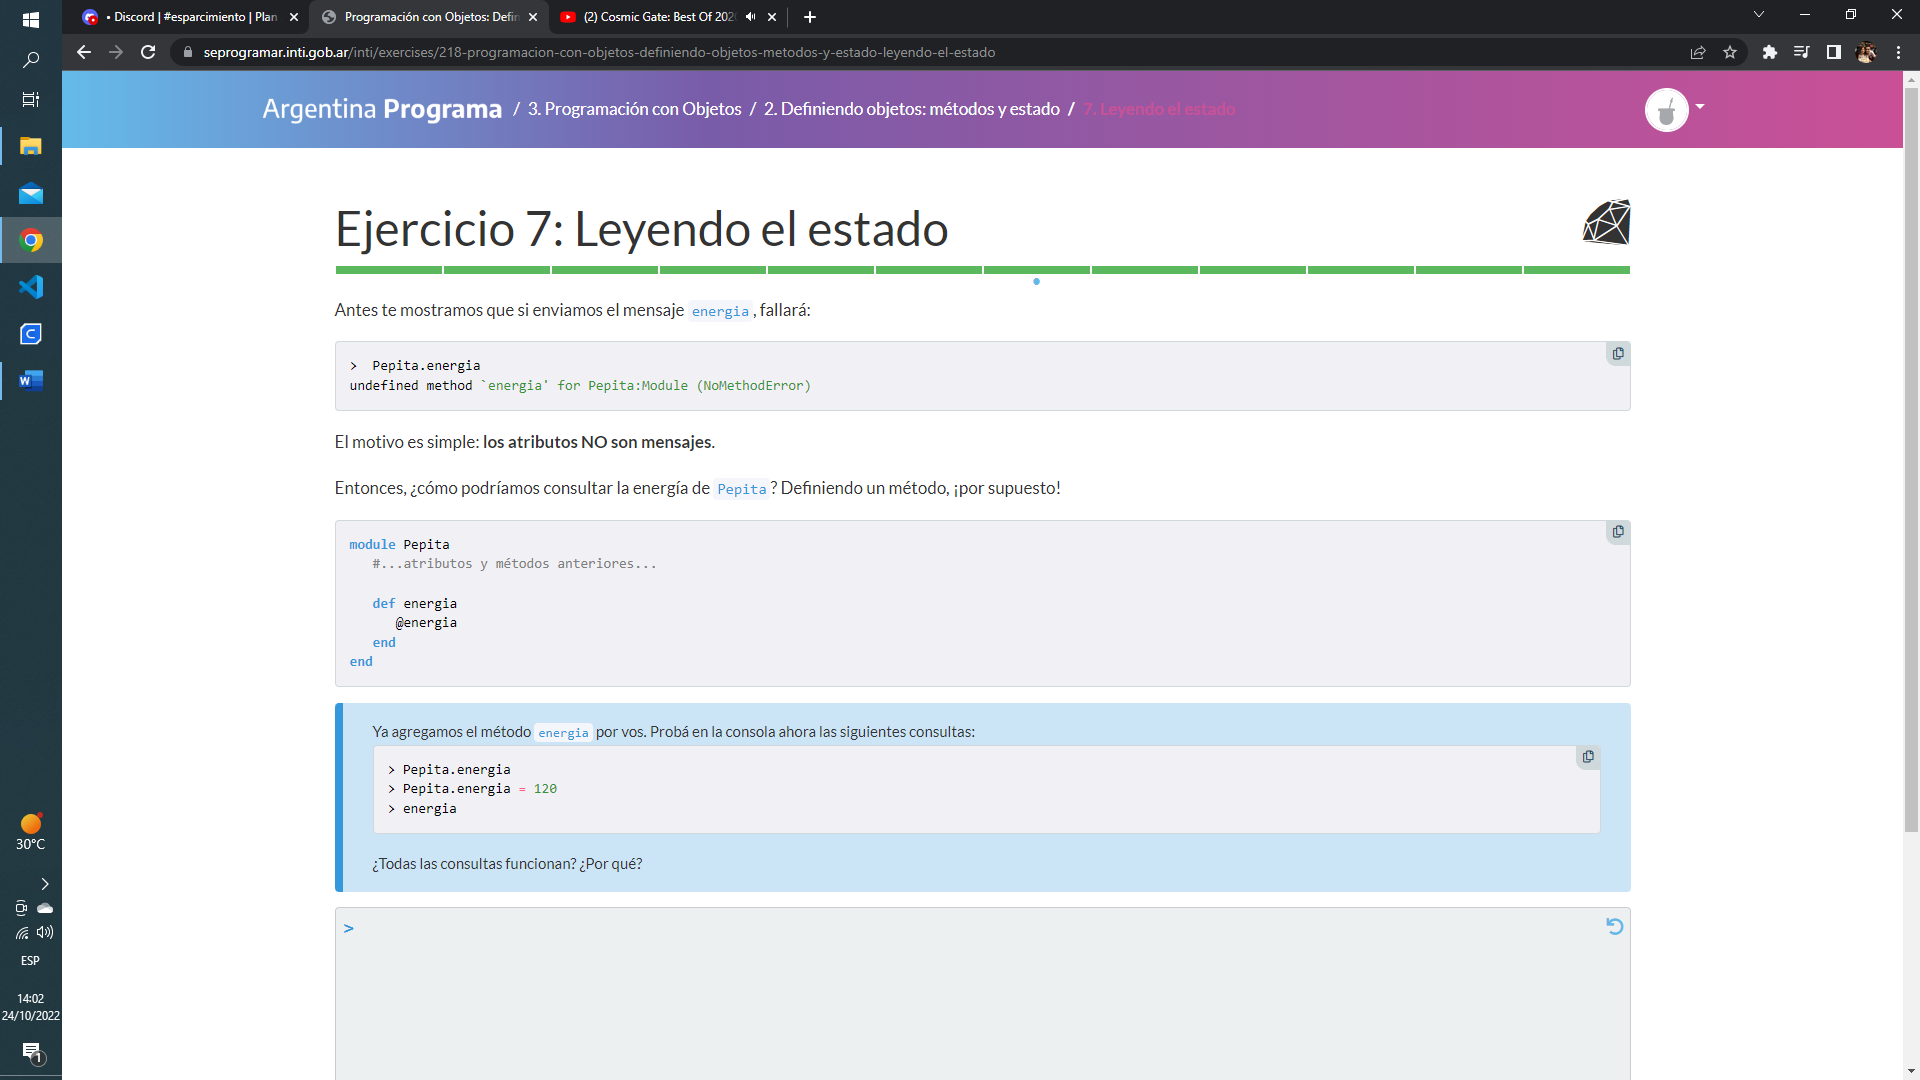 • Discord | #esparcimiento | Plan
Programación con Objetos: Defin
(2) Cosmic Gate: Best Of 202
seprogramar.inti.gob.ar/inti/exercises/218-programacion-con-objetos-definiendo-objetos-metodos-y-estado-leyendo-el-estado
Argentina Programa / 3. Programación con Objetos / 2. Definiendo objetos: métodos y estado / 7. Leyendo el estado
Ejercicio 7: Leyendo el estado
Antes te mostramos que si enviamos el mensaje energia, fallará:
> Pepita.energia
undefined method `energia' for Pepita:Module (NoMethodError)
El motivo es simple: los atributos NO son mensajes.
Entonces, ¿cómo podríamos consultar la energía de Pepita? Definiendo un método, ¡por supuesto!
module Pepita
#...atributos y métodos anteriores...
def energia
@energia
end
end
Ya agregamos el método energia por vos. Probá en la consola ahora las siguientes consultas:
> Pepita.energia
> Pepita.energia = 120
> energia
¿Todas las consultas funcionan? ¿Por qué?
>
30°C
ESP
14:02
24/10/2022
1